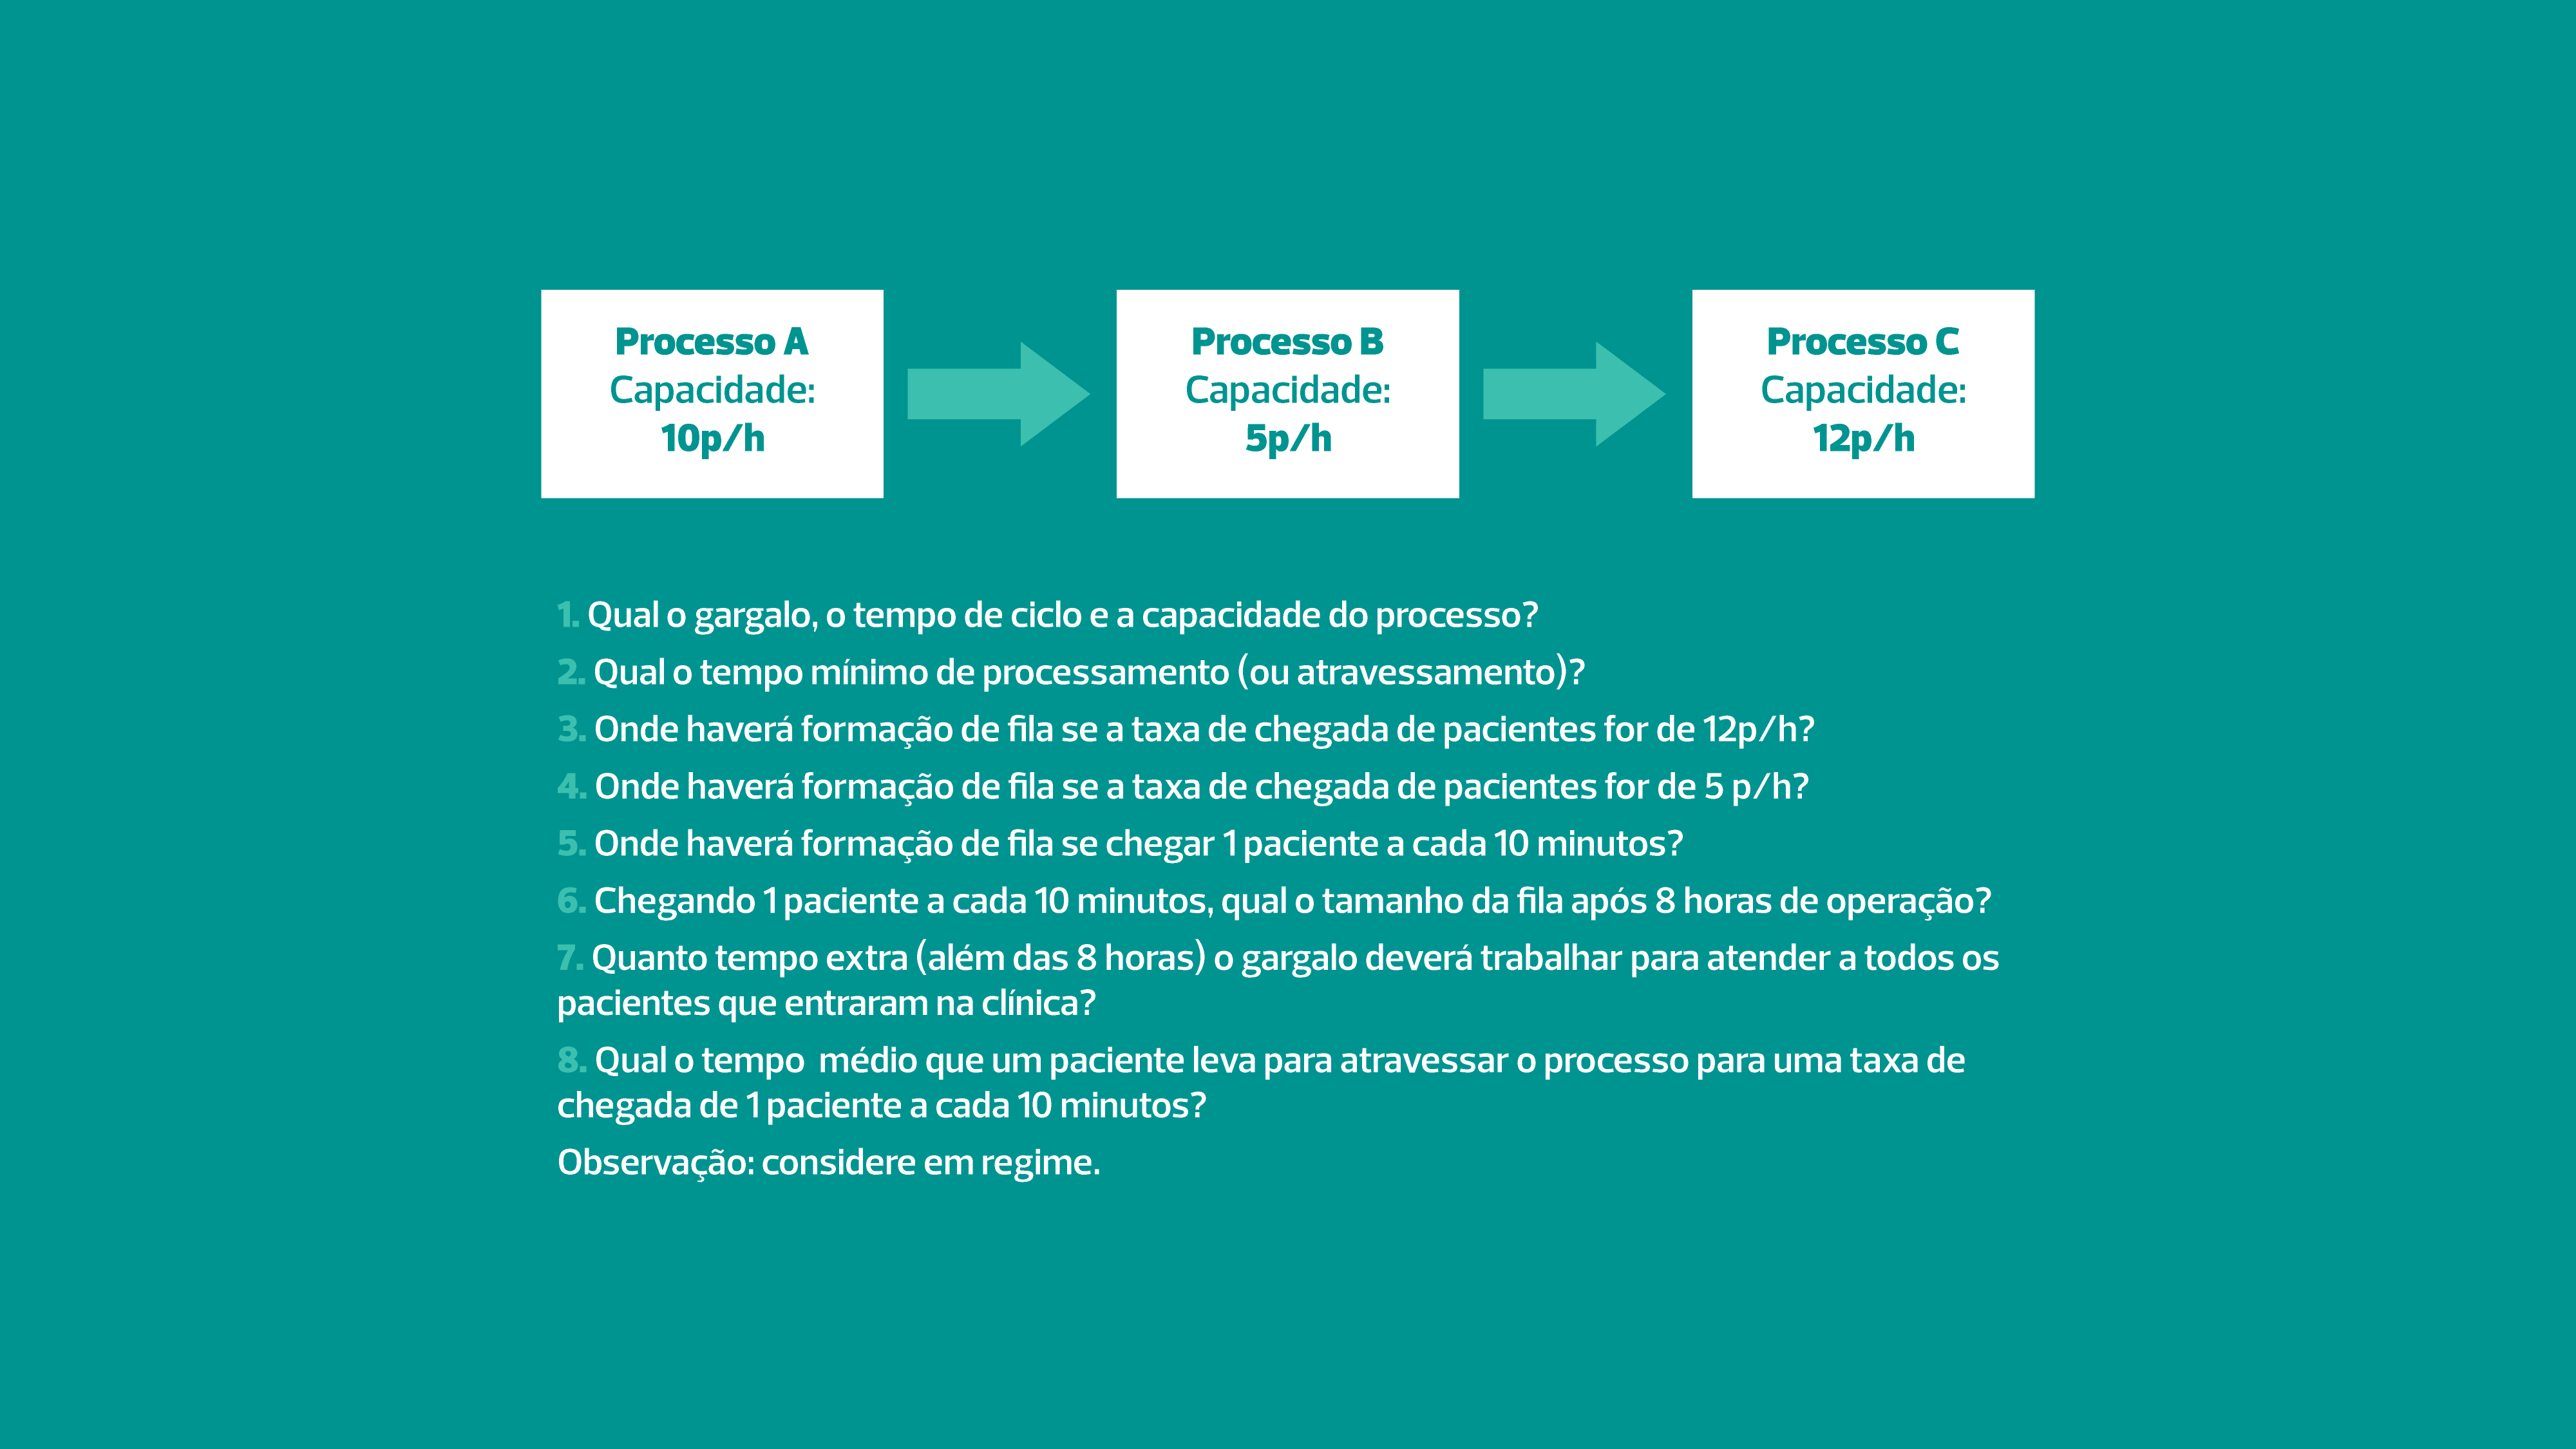 Processo A
Capacidade:
10p/h
Processo B
Capacidade:
5p/h
Processo C
Capacidade:
12p/h
1. Qual o gargalo, o tempo de ciclo e a capacidade do processo?
2. Qual o tempo mínimo de processamento (ou atravessamento)?
3. Onde haverá formação de fila se a taxa de chegada de pacientes for de 12p/h?
4. Onde haverá formação de fila se a taxa de chegada de pacientes for de 5 p/h?
5. Onde haverá formação de fila se chegar 1 paciente a cada 10 minutos?
6. Chegando 1 paciente a cada 10 minutos, qual o tamanho da fila após 8 horas de operação?
7. Quanto tempo extra (além das 8 horas) o gargalo deverá trabalhar para atender a todos os
pacientes que entraram na clínica?
8. Qual o tempo  médio que um paciente leva para atravessar o processo para uma taxa de
chegada de 1 paciente a cada 10 minutos?
Observação: considere em regime.